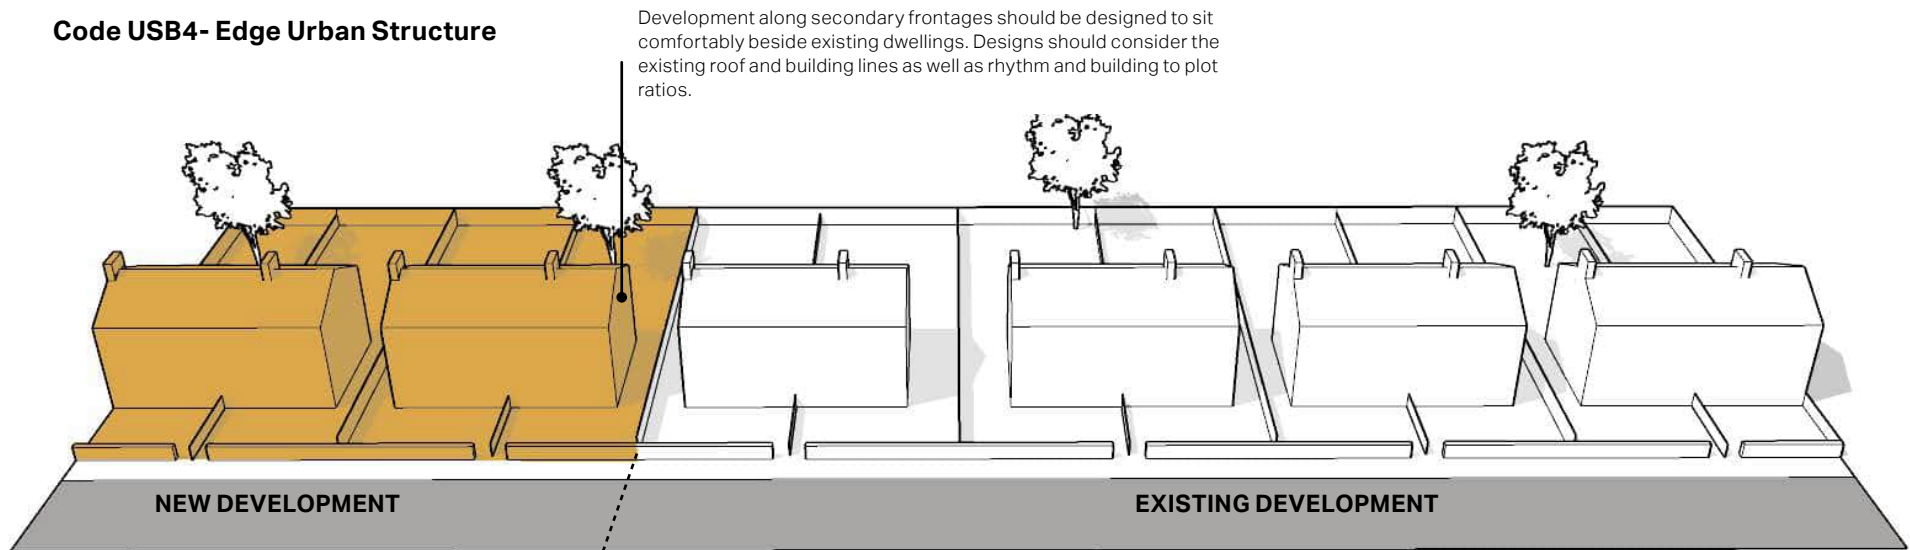 Code USB4- Edge Urban Structure
Development along secondary frontages should be designed to sit
comfortably beside existing dwellings. Designs should consider the
existing roof and building lines as well as rhythm and building to plot
ratios.
NEW DEVELOPMENT
EXISTING DEVELOPMENT